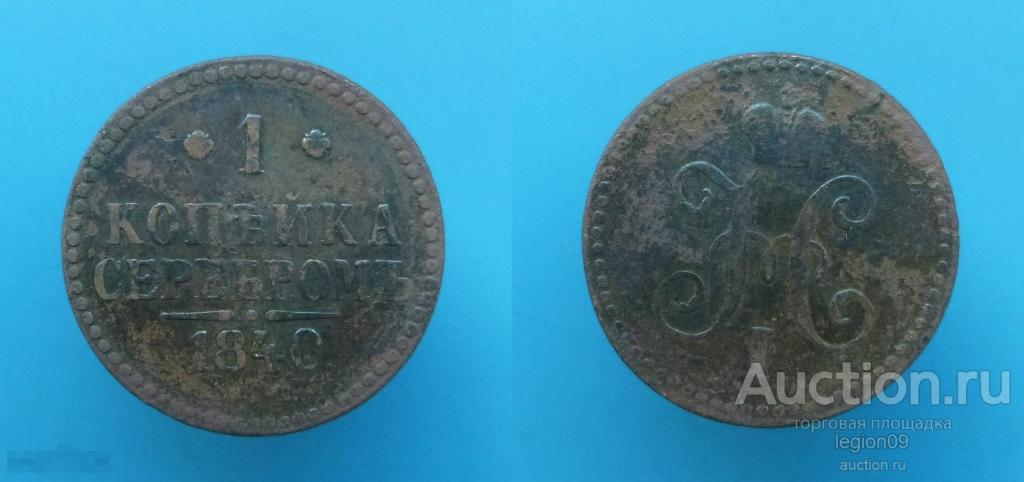 1
КОПѢЙКА
СЕРЕБРОМЪ
1840
Auction.ru
торговая площадка
legion09
auction.ru